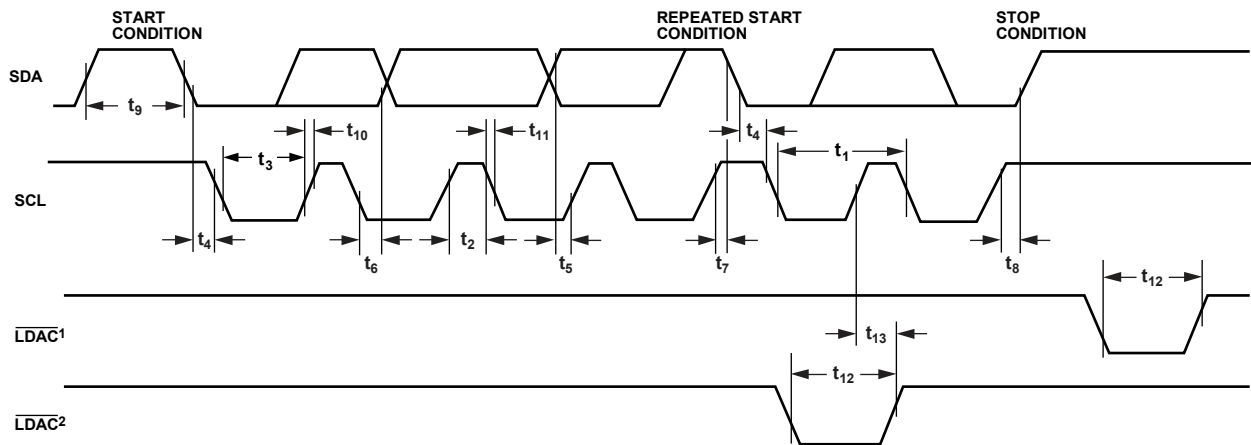 START
CONDITION
REPEATED START
CONDITION
STOP
CONDITION
SDA
t9
t10
t11
t4
t3
t1
SCL
t4
t6
t2
t5
t7
t8
t12
LDAC1
t13
t12
LDAC2